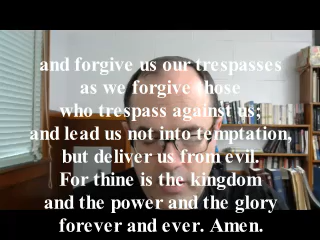 and forgive us our trespasses
as we forgive those
who trespass against us;
and lead us not into temptation,
but deliver us from evil.
For thine is the kingdom
and the power and the glory
forever and ever. Amen.